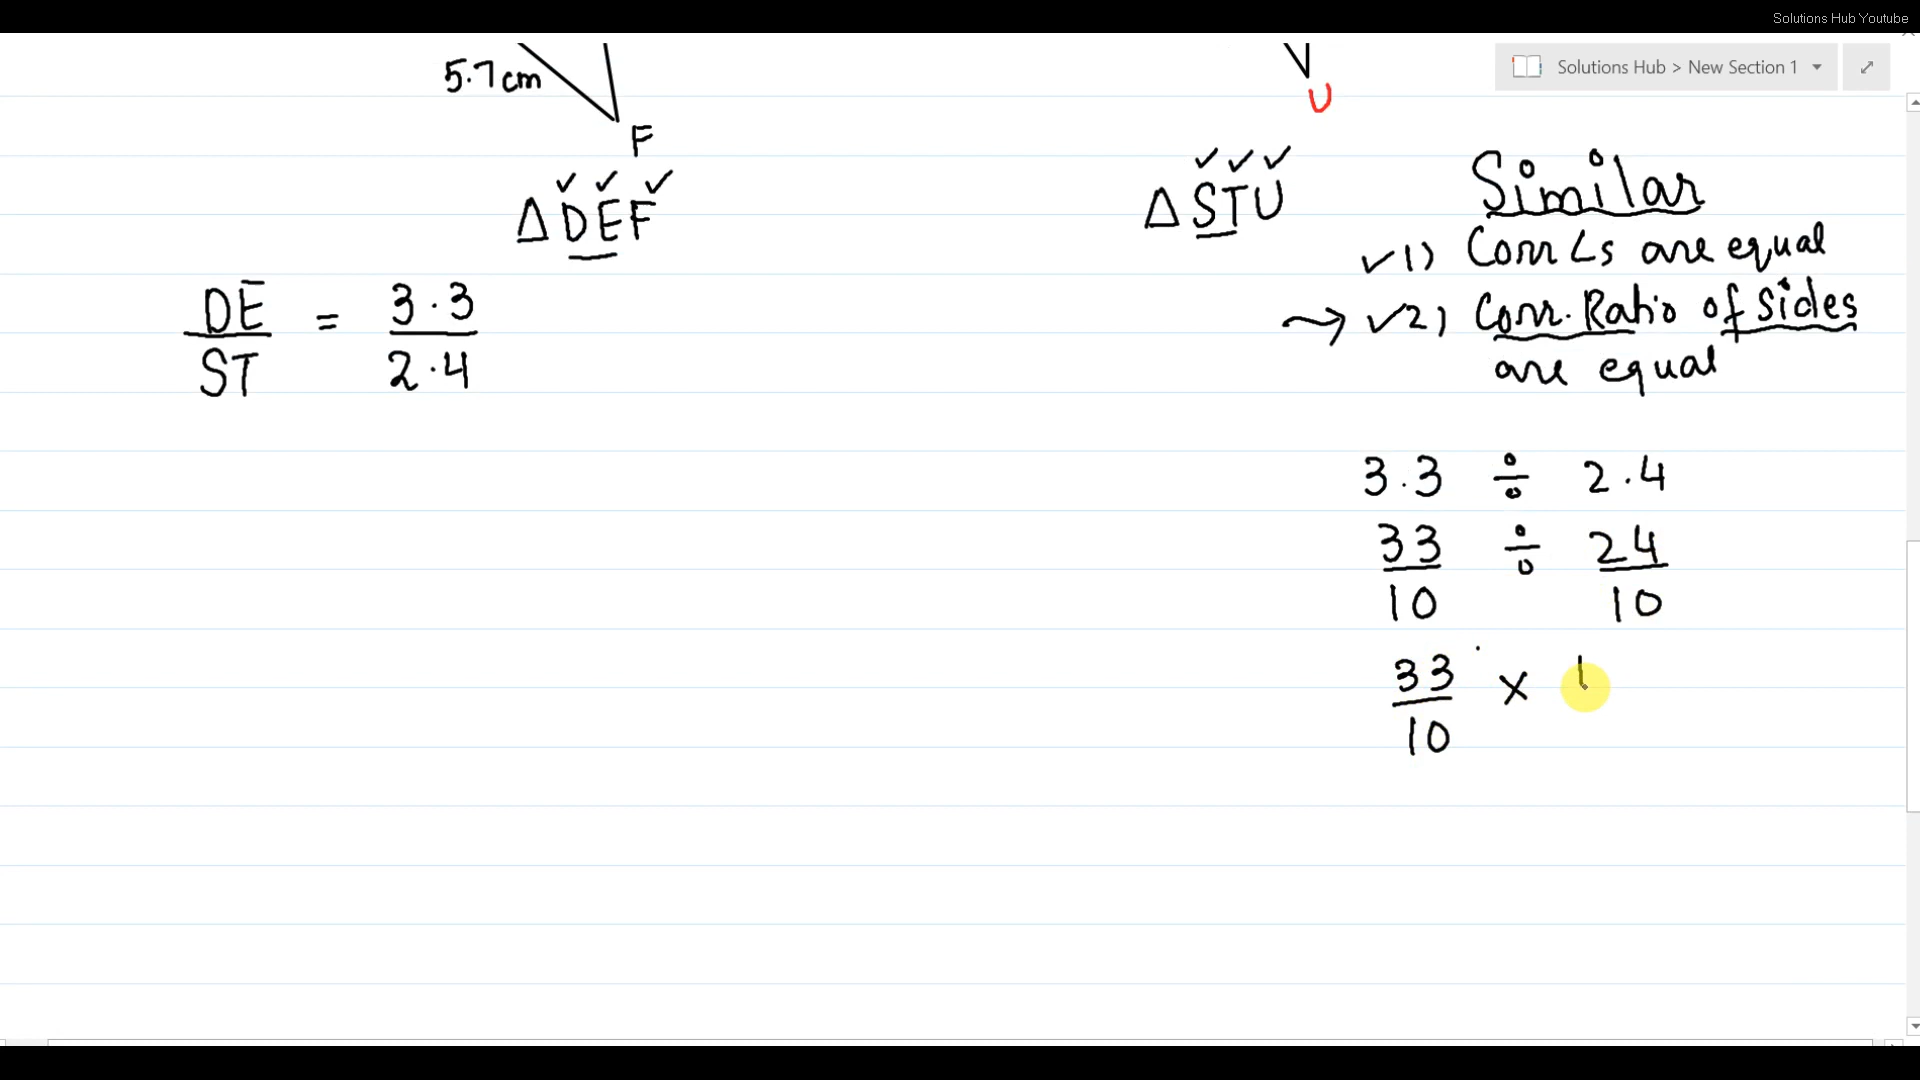 Solutions Hub Youtube
Solutions Hub > New Section 1
5.7cm
F
U
ΔDEF
ΔSTU
Similar
✓1) Corr ∠s are equal
→ ✓2) Corr. Ratio of Sides
are equal
DE/ST = 3.3/2.4
3.3 ÷ 2.4
33/10 ÷ 24/10
33/10 × 1